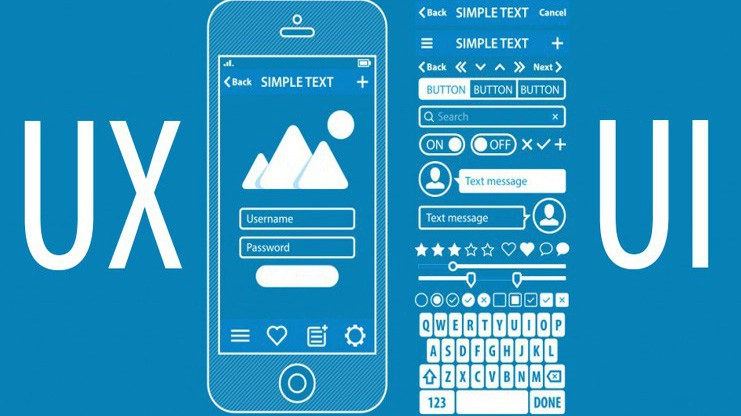 UX
Back SIMPLE TEXT
Username
Password
Back SIMPLE TEXT Cancel
SIMPLE TEXT
Back Next
BUTTON BUTTON BUTTON
Search
ON OFF
Text message
Text message
Q W E R T Y U I O P
A S D F G H J K L
Z X C V B N M
123 DONE
UI